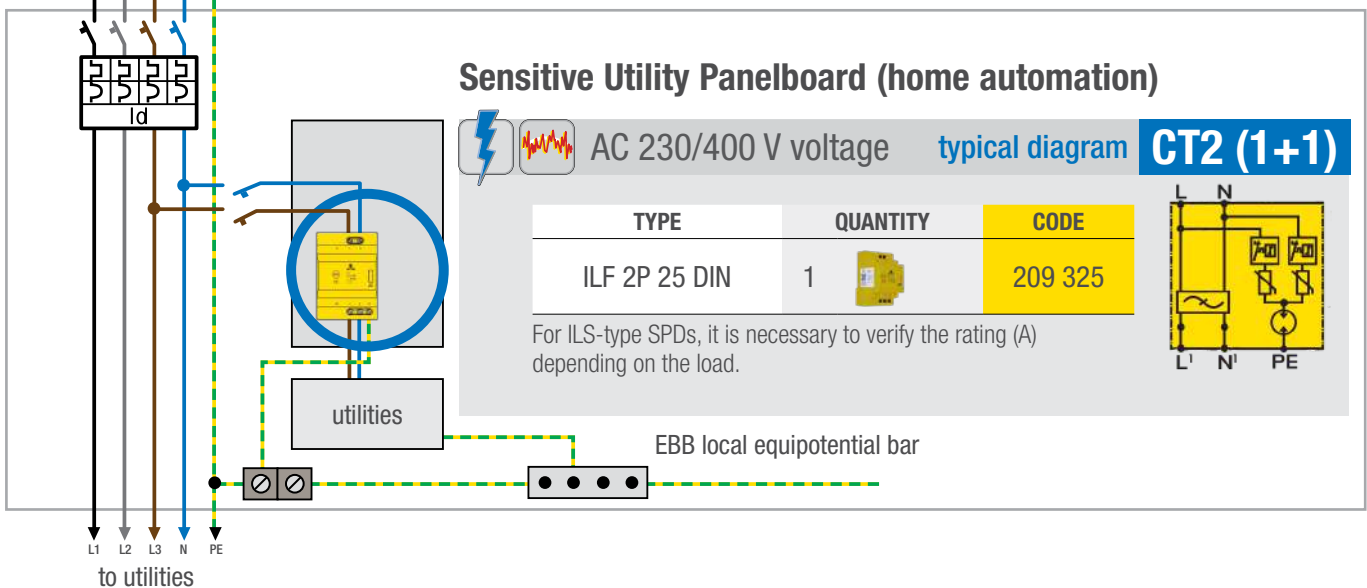 Id
Sensitive Utility Panelboard (home automation)
AC 230/400 V voltage typical diagram CT2 (1+1)
TYPE QUANTITY CODE
ILF 2P 25 DIN 1 209 325
For ILS-type SPDs, it is necessary to verify the rating (A)
depending on the load.
L N
L' N' PE
utilities
EBB local equipotential bar
L1 L2 L3 N PE
to utilities